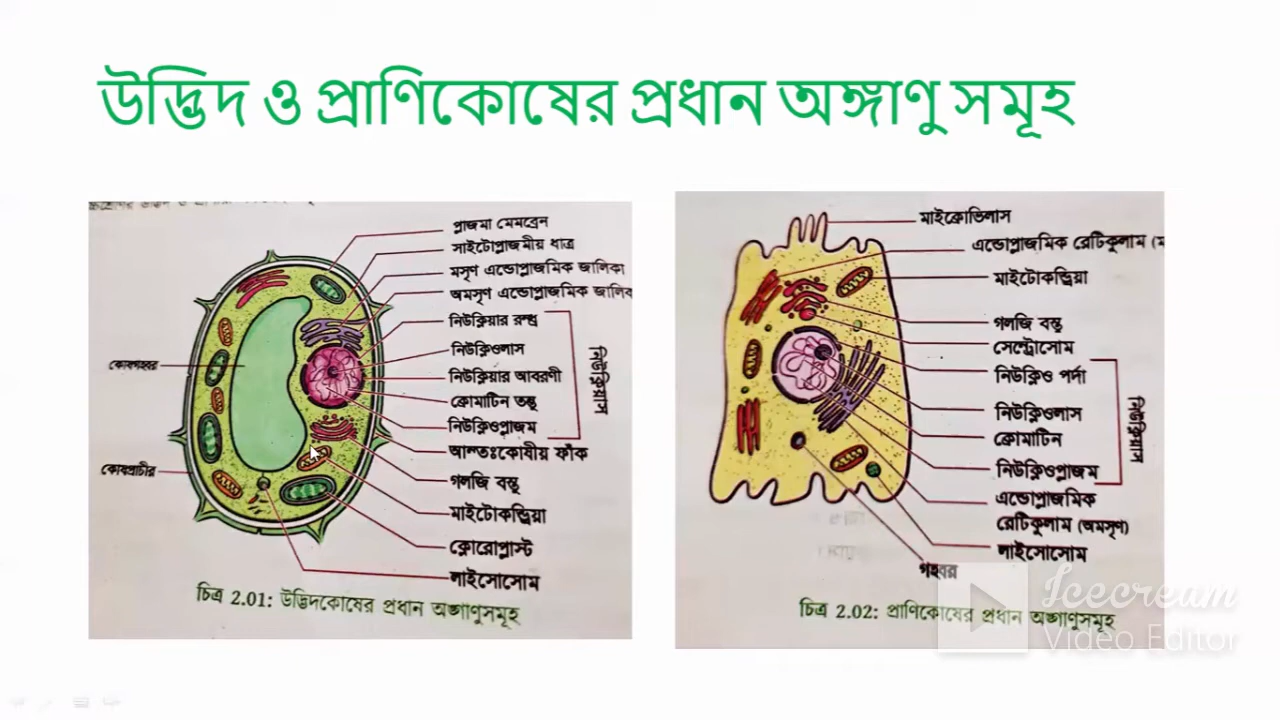 উদ্ভিদ ও প্রাণিকোষের প্রধান অঙ্গাণু সমূহ
প্লাজমা মেমব্রেন
সাইটোপ্লাজমীয় ধাত্র
মসৃণ এন্ডোপ্লাজমিক জালিকা
অমসৃণ এন্ডোপ্লাজমিক জালিক
নিউক্লিয়ার রন্ধ্র
নিউক্লিওলাস
নিউক্লিয়ার আবরণী
ক্রোমাটিন তন্তু
নিউক্লিওপ্লাজম
নিউক্লিয়াস
আন্তঃকোষীয় ফাঁক
গলজি বস্তু
মাইটোকন্ড্রিয়া
ক্লোরোপ্লাস্ট
লাইসোসোম
কোষগহ্বর
কোষপ্রাচীর
চিত্র 2.01: উদ্ভিদকোষের প্রধান অঙ্গাণুসমূহ
মাইক্রোভিলাস
এন্ডোপ্লাজমিক রেটিকুলাম (ম
মাইটোকন্ড্রিয়া
গলজি বস্তু
সেন্ট্রোসোম
নিউক্লিও পর্দা
নিউক্লিওলাস
ক্রোমাটিন
নিউক্লিওপ্লাজম
নিউক্লিয়াস
এন্ডোপ্লাজমিক
রেটিকুলাম (অমসৃণ)
লাইসোসোম
গহ্বর
চিত্র 2.02: প্রাণিকোষের প্রধান অঙ্গাণুসমূহ
Icecream
Video Editor